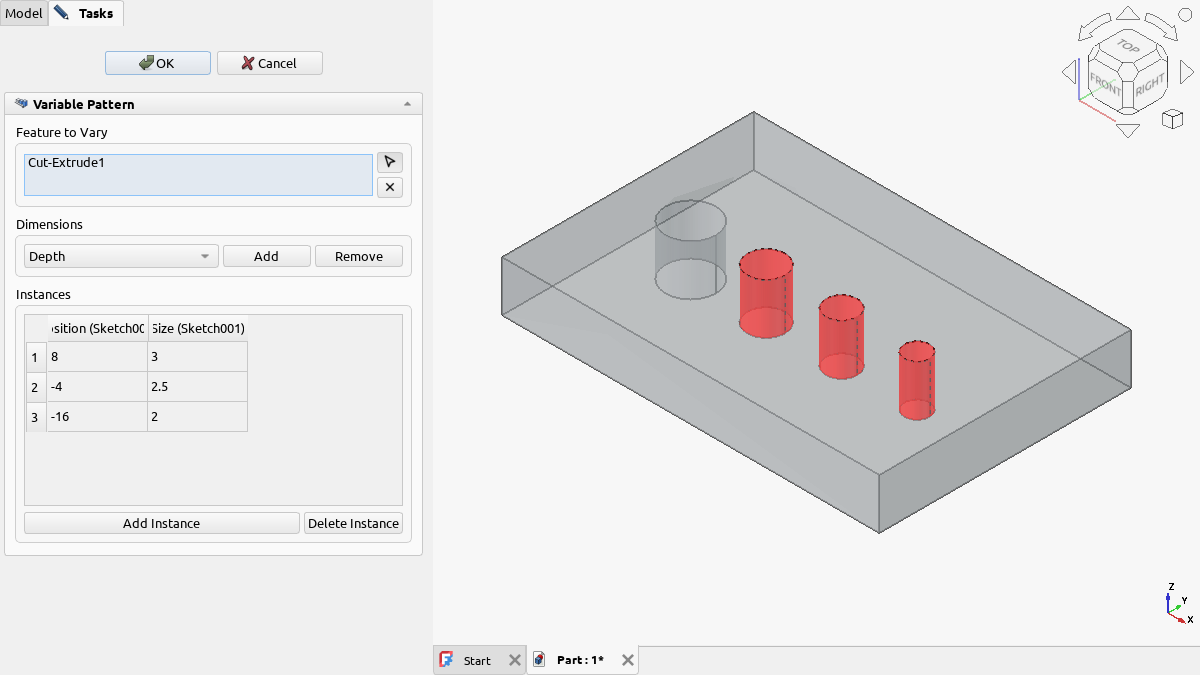 Model
Tasks
OK
Cancel
Variable Pattern
Feature to Vary
Cut-Extrude1
Dimensions
Depth
Add
Remove
Instances
sition (Sketch00
Size (Sketch001)
1 8 3
2 -4 2.5
3 -16 2
Add Instance
Delete Instance
TOP
FRONT
RIGHT
Z
Y
X
Start
Part : 1*